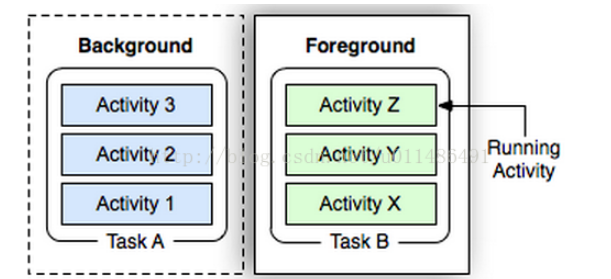 Background
Foreground
Activity 3
Activity Z
Activity 2
Activity Y
Running
Activity
Activity 1
Activity X
Task A
Task B
http://blog.csdn.net/u011486491